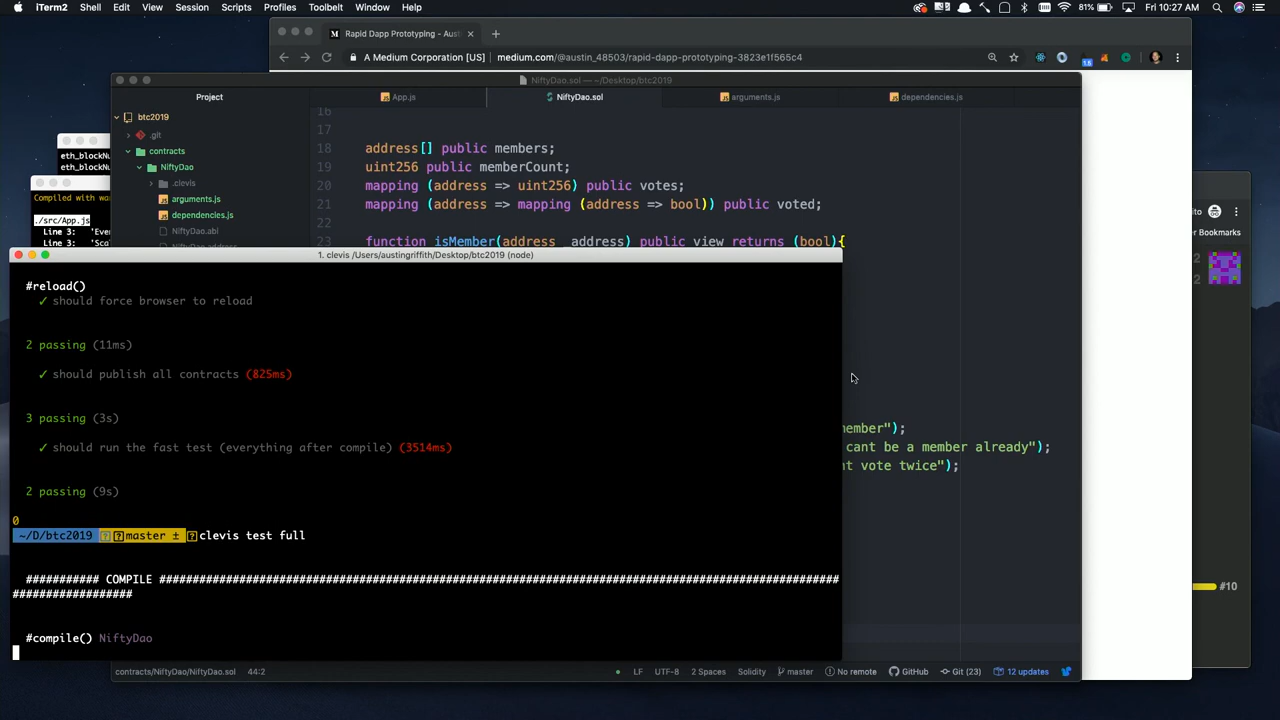 iTerm2 Shell Edit View Session Scripts Profiles Toolbelt Window Help 81% Fri 10:27 AM
Rapid Dapp Prototyping - Aust
A Medium Corporation [US] medium.com/@austin_48503/rapid-dapp-prototyping-3823e1f565c4
NiftyDao.sol — ~/Desktop/btc2019
Project App.js NiftyDao.sol arguments.js dependencies.js
btc2019
.git
contracts
NiftyDao
.clevis
arguments.js
dependencies.js
NiftyDao.abi
16
17
18 address[] public members;
19 uint256 public memberCount;
20 mapping (address => uint256) public votes;
21 mapping (address => mapping (address => bool)) public voted;
22
23 function isMember(address _address) public view returns (bool){
eth_blockNu
eth_blockNu
Compiled with wa
./src/App.js
Line 3: 'Eve
Line 3: 'Sca
1. clevis /Users/austingriffith/Desktop/btc2019 (node)
#reload()
✓ should force browser to reload
2 passing (11ms)
✓ should publish all contracts (825ms)
3 passing (3s)
✓ should run the fast test (everything after compile) (3514ms)
2 passing (9s)
0
~/D/btc2019 master ± clevis test full
########### COMPILE #######################################################################################
##################
#compile() NiftyDao
ember");
cant be a member already");
t vote twice");
ito
r Bookmarks
2
2
#10
contracts/NiftyDao/NiftyDao.sol 44:2 LF UTF-8 2 Spaces Solidity master No remote GitHub Git (23) 12 updates